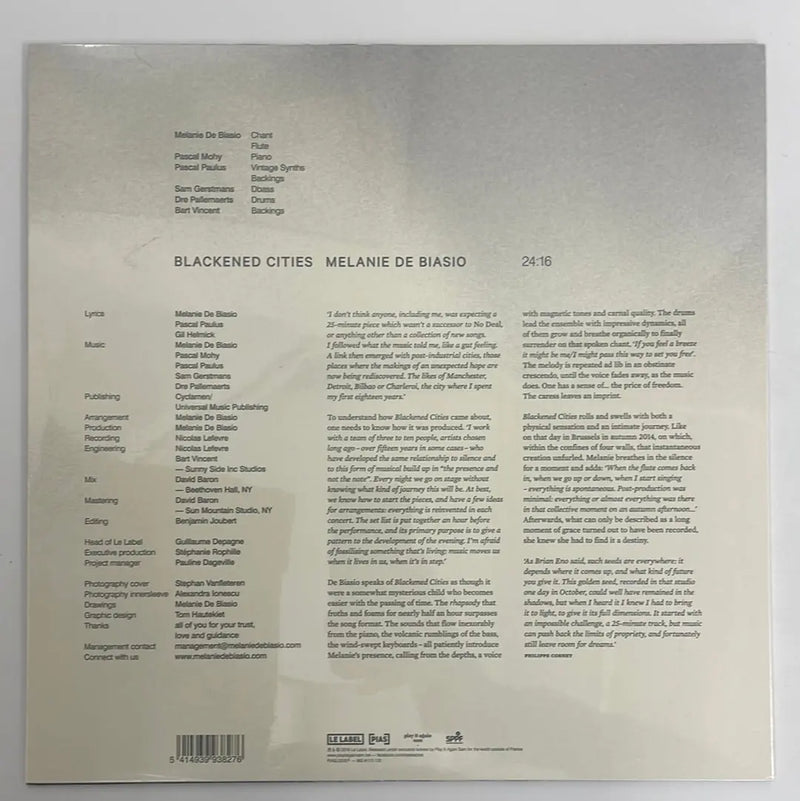 Melanie De Biasio Chant
Flute
Pascal Mohy Piano
Pascal Paulus Vintage Synths
Backings
Sam Gerstmans Dbass
Dre Pallemaerts Drums
Bart Vincent Backings
BLACKENED CITIES MELANIE DE BIASIO 24:16
Lyrics Melanie De Biasio
Pascal Paulus
Gil Helmick
Music Melanie De Biasio
Pascal Mohy
Pascal Paulus
Sam Gerstmans
Dre Pallemaerts
Publishing Cyclamen/
Universal Music Publishing
Arrangement Melanie De Biasio
Production Melanie De Biasio
Recording Nicolas Lefevre
Engineering Nicolas Lefevre
Bart Vincent
— Sunny Side Inc Studios
Mix David Baron
— Beethoven Hall, NY
Mastering David Baron
— Sun Mountain Studio, NY
Editing Benjamin Joubert
Head of Le Label Guillaume Depagne
Executive production Stéphanie Rophille
Project manager Pauline Dageville
Photography cover Stephan Vanfleteren
Photography innersleeve Alexandra Ionescu
Drawings Melanie De Biasio
Graphic design Tom Hautekiet
Thanks all of you for your trust,
love and guidance
Management contact management@melaniedebiasio.com
Connect with us www.melaniedebiasio.com
'I don't think anyone, including me, was expecting a
25-minute piece which wasn't a successor to No Deal,
or anything other than a collection of new songs.
I followed what the music told me, like a gut feeling.
A link then emerged with post-industrial cities, those
places where the makings of an unexpected hope are
now being rediscovered. The likes of Manchester,
Detroit, Bilbao or Charleroi, the city where I spent
my first eighteen years.'
To understand how Blackened Cities came about,
one needs to know how it was produced. 'I work
with a team of three to ten people, artists chosen
long ago – over fifteen years in some cases – who
have developed the same relationship to silence and
to this form of musical build up in "the presence and
not the note". Every night we go on stage without
knowing what kind of journey this will be. At best,
we know how to start the pieces, and have a few ideas
for arrangements: everything is reinvented in each
concert. The set list is put together an hour before
the performance, and its primary purpose is to give a
pattern to the development of the evening. I'm afraid
of fossilising something that's living: music moves us
when it lives in us, when it's in step.'
De Biasio speaks of Blackened Cities as though it
were a somewhat mysterious child who becomes
easier with the passing of time. The rhapsody that
froths and foams for nearly half an hour surpasses
the song format. The sounds that flow inexorably
from the piano, the volcanic rumblings of the bass,
the wind-swept keyboards – all patiently introduce
Melanie's presence, calling from the depths, a voice
with magnetic tones and carnal quality. The drums
lead the ensemble with impressive dynamics, all
of them grow and breathe organically to finally
surrender on that spoken chant. 'If you feel a breeze
it might be me/I might pass this way to set you free'.
The melody is repeated ad lib in an obstinate
crescendo, until the voice fades away, as the music
does. One has a sense of... the price of freedom.
The caress leaves an imprint.
Blackened Cities rolls and swells with both a
physical sensation and an intimate journey. Like
on that day in Brussels in autumn 2014, on which,
within the confines of four walls, that instantaneous
creation unfurled. Melanie breathes in the silence
for a moment and adds: 'When the flute comes back
in, when we go up or down, when I start singing
– everything is spontaneous. Post-production was
minimal: everything or almost everything was there
in that collective moment on an autumn afternoon...'
Afterwards, what can only be described as a long
moment of grace turned out to have been recorded,
she knew she had to find it a destiny.
'As Brian Eno said, such seeds are everywhere: it
depends where it comes up, and what kind of future
you give it. This golden seed, recorded in that studio
one day in October, could well have remained in the
shadows, but when I heard it I knew I had to bring
it to light, to give it its full dimensions. It started with
an impossible challenge, a 25-minute track, but music
can push back the limits of propriety, and fortunately
still leave room for dreams.'
PHILIPPE CORNET
5 414939 938276
LE LABEL [PIAS] play it again sam SPPF